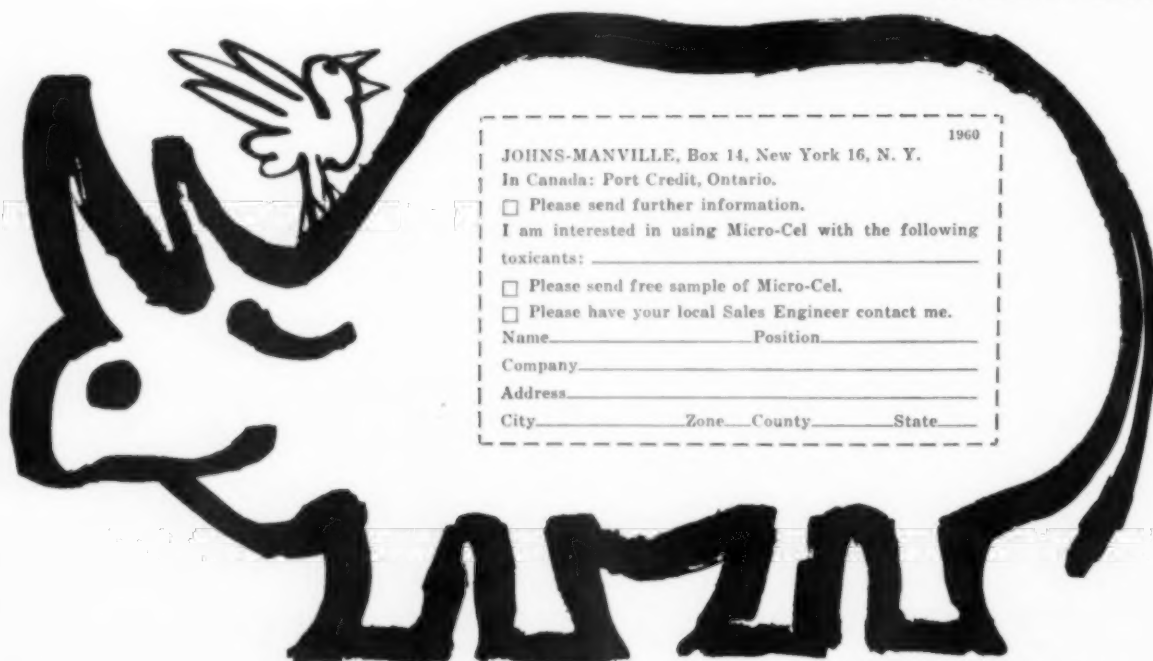 1960
JOHNS-MANVILLE, Box 14, New York 16, N. Y.
In Canada: Port Credit, Ontario.
☐ Please send further information.
I am interested in using Micro-Cel with the following
toxicants:
☐ Please send free sample of Micro-Cel.
☐ Please have your local Sales Engineer contact me.
Name Position
Company
Address
City Zone County State